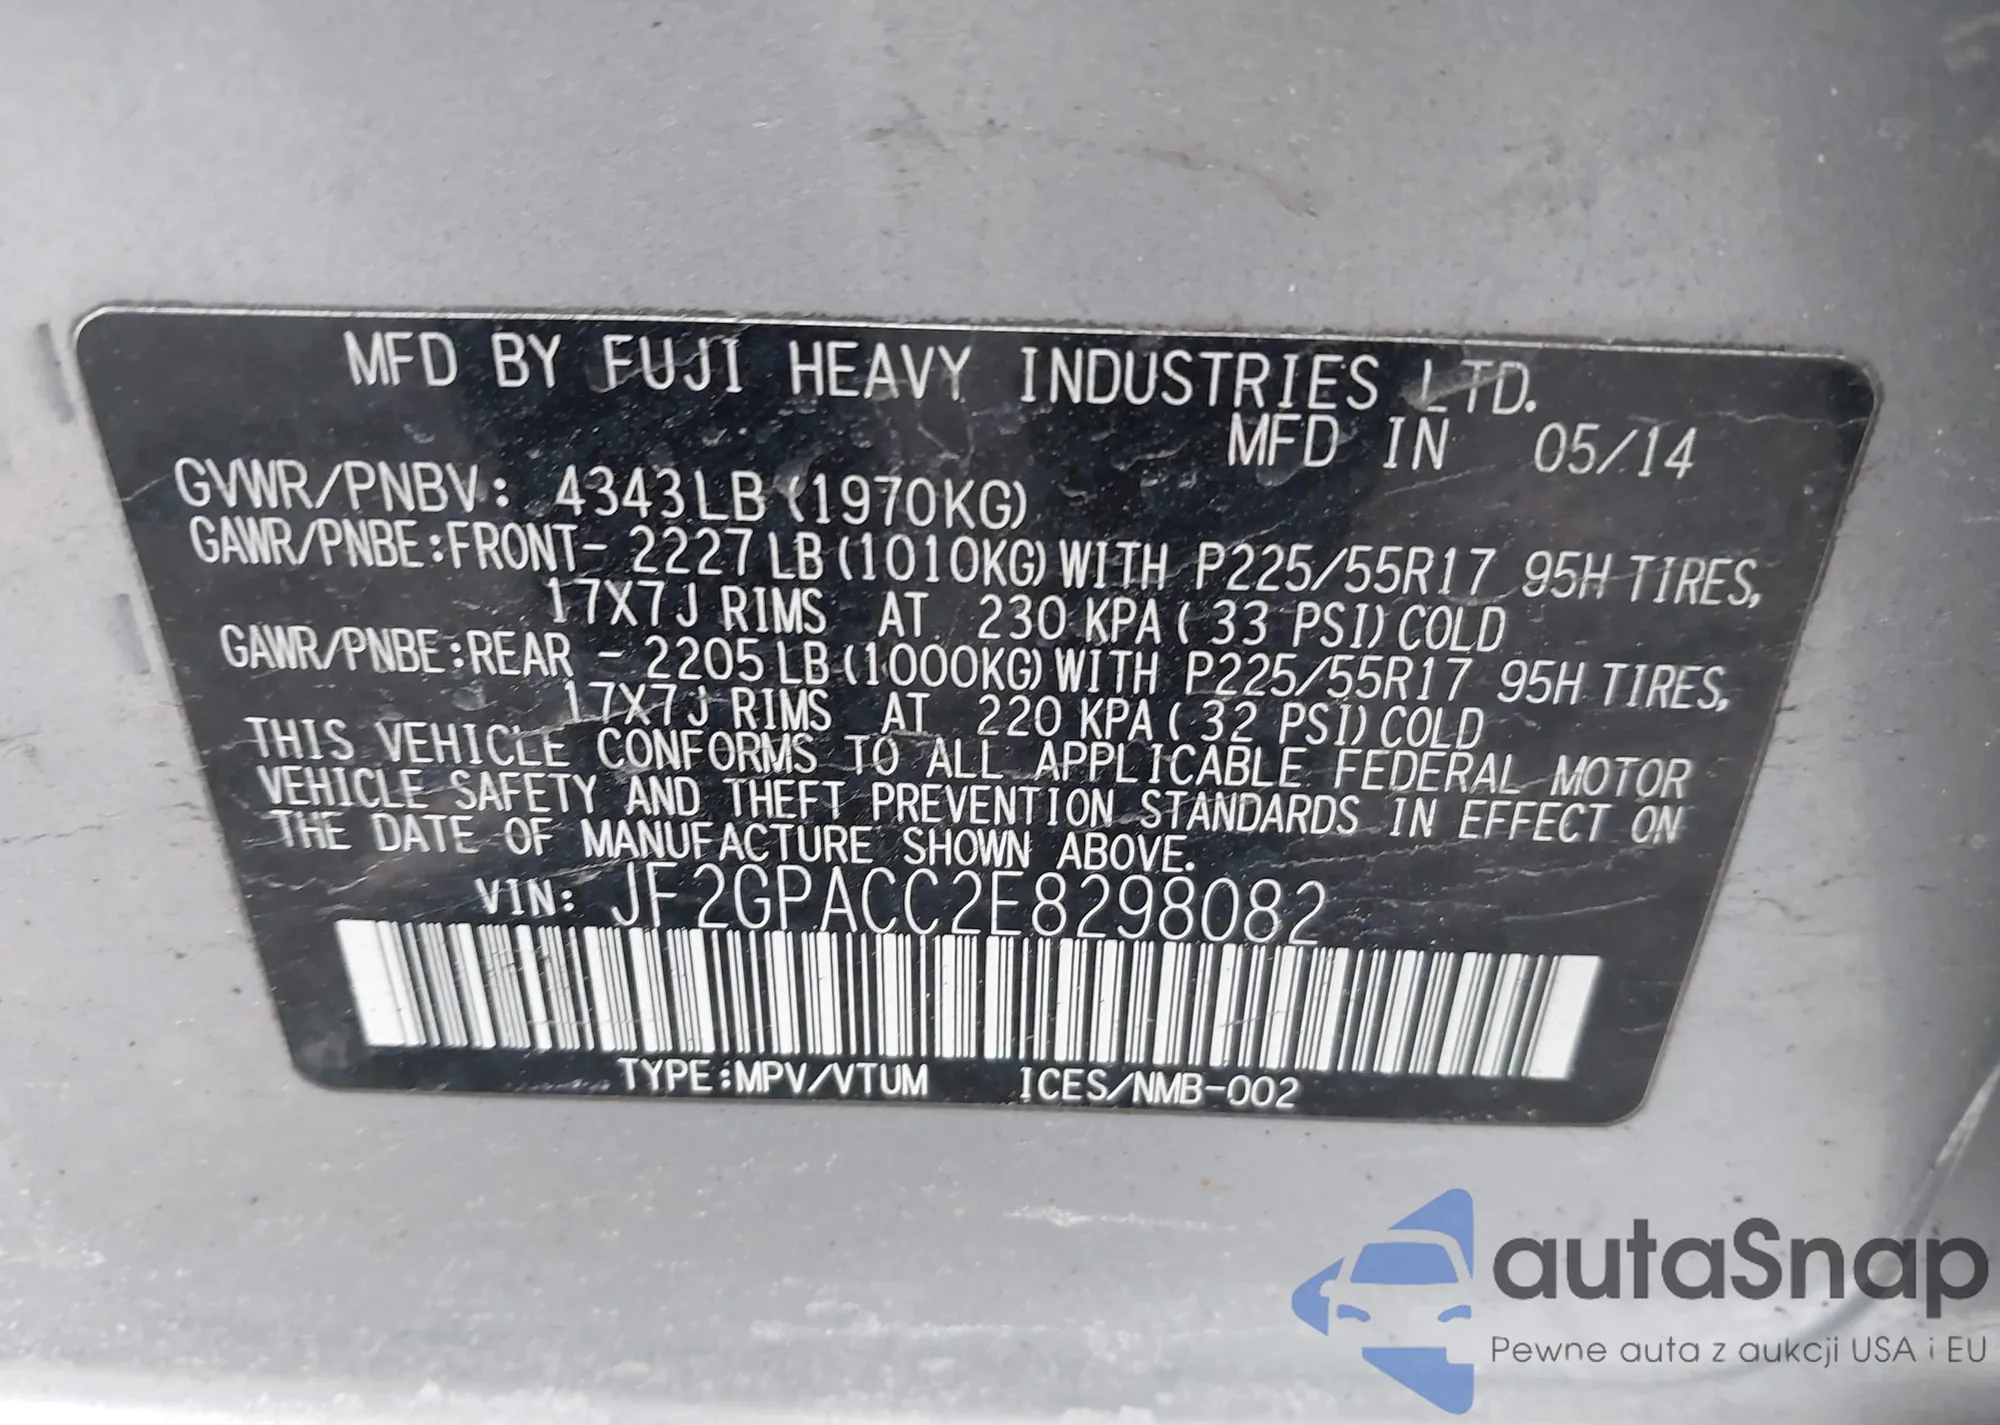 MFD BY FUJI HEAVY INDUSTRIES LTD.
MFD IN 05/14
GVWR/PNBV: 4343LB (1970KG)
GAWR/PNBE:FRONT- 2227 LB (1010KG) WITH P225/55R17 95H TIRES,
17X7J RIMS AT 230 KPA ( 33 PSI) COLD
GAWR/PNBE:REAR - 2205 LB (1000KG) WITH P225/55R17 95H TIRES,
17X7J RIMS AT 220 KPA ( 32 PSI) COLD
THIS VEHICLE CONFORMS TO ALL APPLICABLE FEDERAL MOTOR
VEHICLE SAFETY AND THEFT PREVENTION STANDARDS IN EFFECT ON
THE DATE OF MANUFACTURE SHOWN ABOVE.
VIN: JF2GPACC2E8298082
TYPE:MPV/VTUM ICES/NMB-002
autaSnap
Pewne auta z aukcji USA i EU